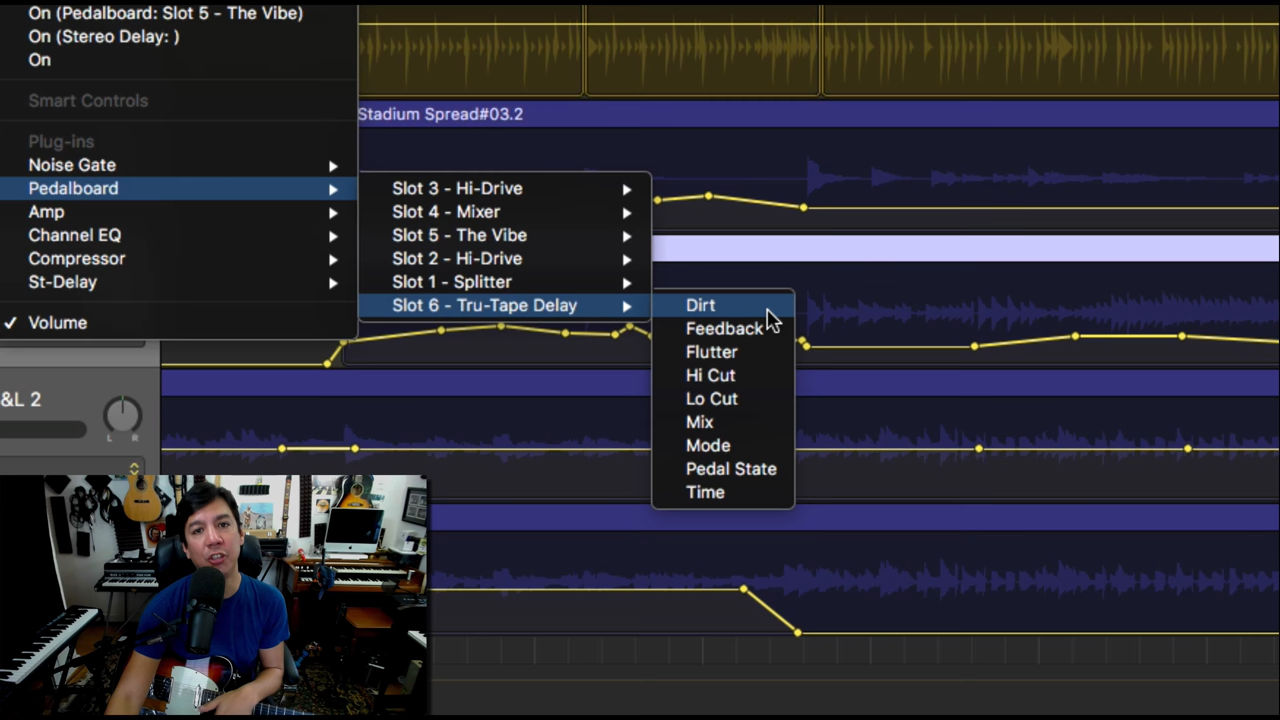 On (Pedalboard: Slot 5 - The Vibe)
On (Stereo Delay: )
On
Smart Controls
Plug-ins
Noise Gate
Pedalboard
Amp
Channel EQ
Compressor
St-Delay
✓ Volume
Stadium Spread#03.2
Slot 3 - Hi-Drive
Slot 4 - Mixer
Slot 5 - The Vibe
Slot 2 - Hi-Drive
Slot 1 - Splitter
Slot 6 - Tru-Tape Delay
Dirt
Feedback
Flutter
Hi Cut
Lo Cut
Mix
Mode
Pedal State
Time
&L 2
L R